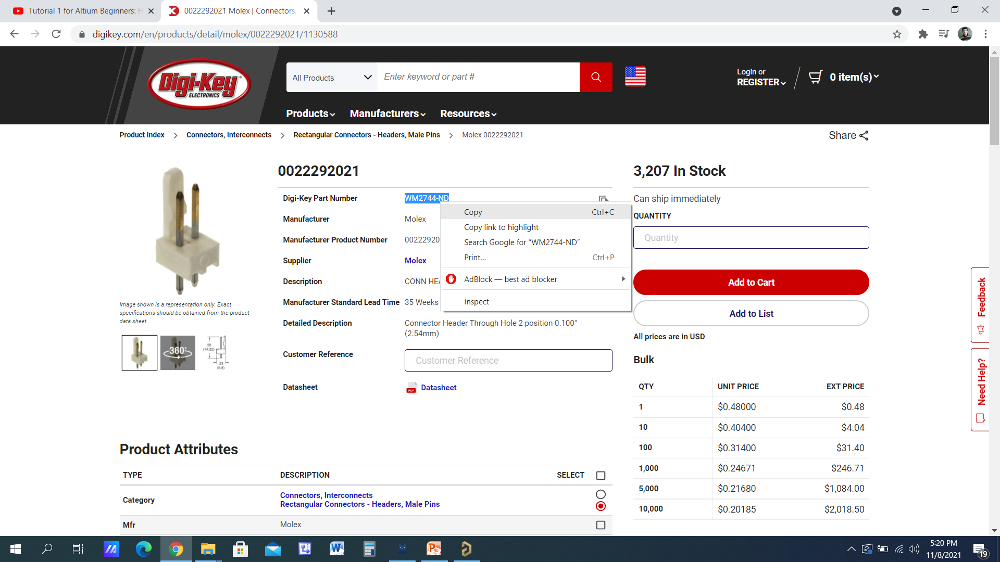 Tutorial 1 for Altium Beginners: H
0022292021 Molex | Connectors,
digikey.com/en/products/detail/molex/0022292021/1130588
Digi-Key
ELECTRONICS
All Products
Enter keyword or part #
Login or
REGISTER
0 item(s)
Products
Manufacturers
Resources
Product Index
Connectors, Interconnects
Rectangular Connectors - Headers, Male Pins
Molex 0022292021
Share
0022292021
3,207 In Stock
Digi-Key Part Number
WM2744-ND
Can ship immediately
Manufacturer
Molex
QUANTITY
Quantity
Manufacturer Product Number
00222920
Supplier
Molex
Description
CONN HEA
Manufacturer Standard Lead Time
35 Weeks
Detailed Description
Connector Header Through Hole 2 position 0.100"
(2.54mm)
Customer Reference
Customer Reference
Datasheet
PDF
Datasheet
Copy
Ctrl+C
Copy link to highlight
Search Google for “WM2744-ND”
Print...
Ctrl+P
AdBlock — best ad blocker
Inspect
Image shown is a representation only. Exact
specifications should be obtained from the product
data sheet.
360°
.56
(14.22)
.23
(5.8)
Add to Cart
Add to List
All prices are in USD
Bulk
QTY UNIT PRICE EXT PRICE
1 $0.48000 $0.48
10 $0.40400 $4.04
100 $0.31400 $31.40
1,000 $0.24671 $246.71
5,000 $0.21680 $1,084.00
10,000 $0.20185 $2,018.50
Feedback
Need Help?
Product Attributes
TYPE DESCRIPTION SELECT
Category
Connectors, Interconnects
Rectangular Connectors - Headers, Male Pins
Mfr
Molex
5:20 PM
11/8/2021
19